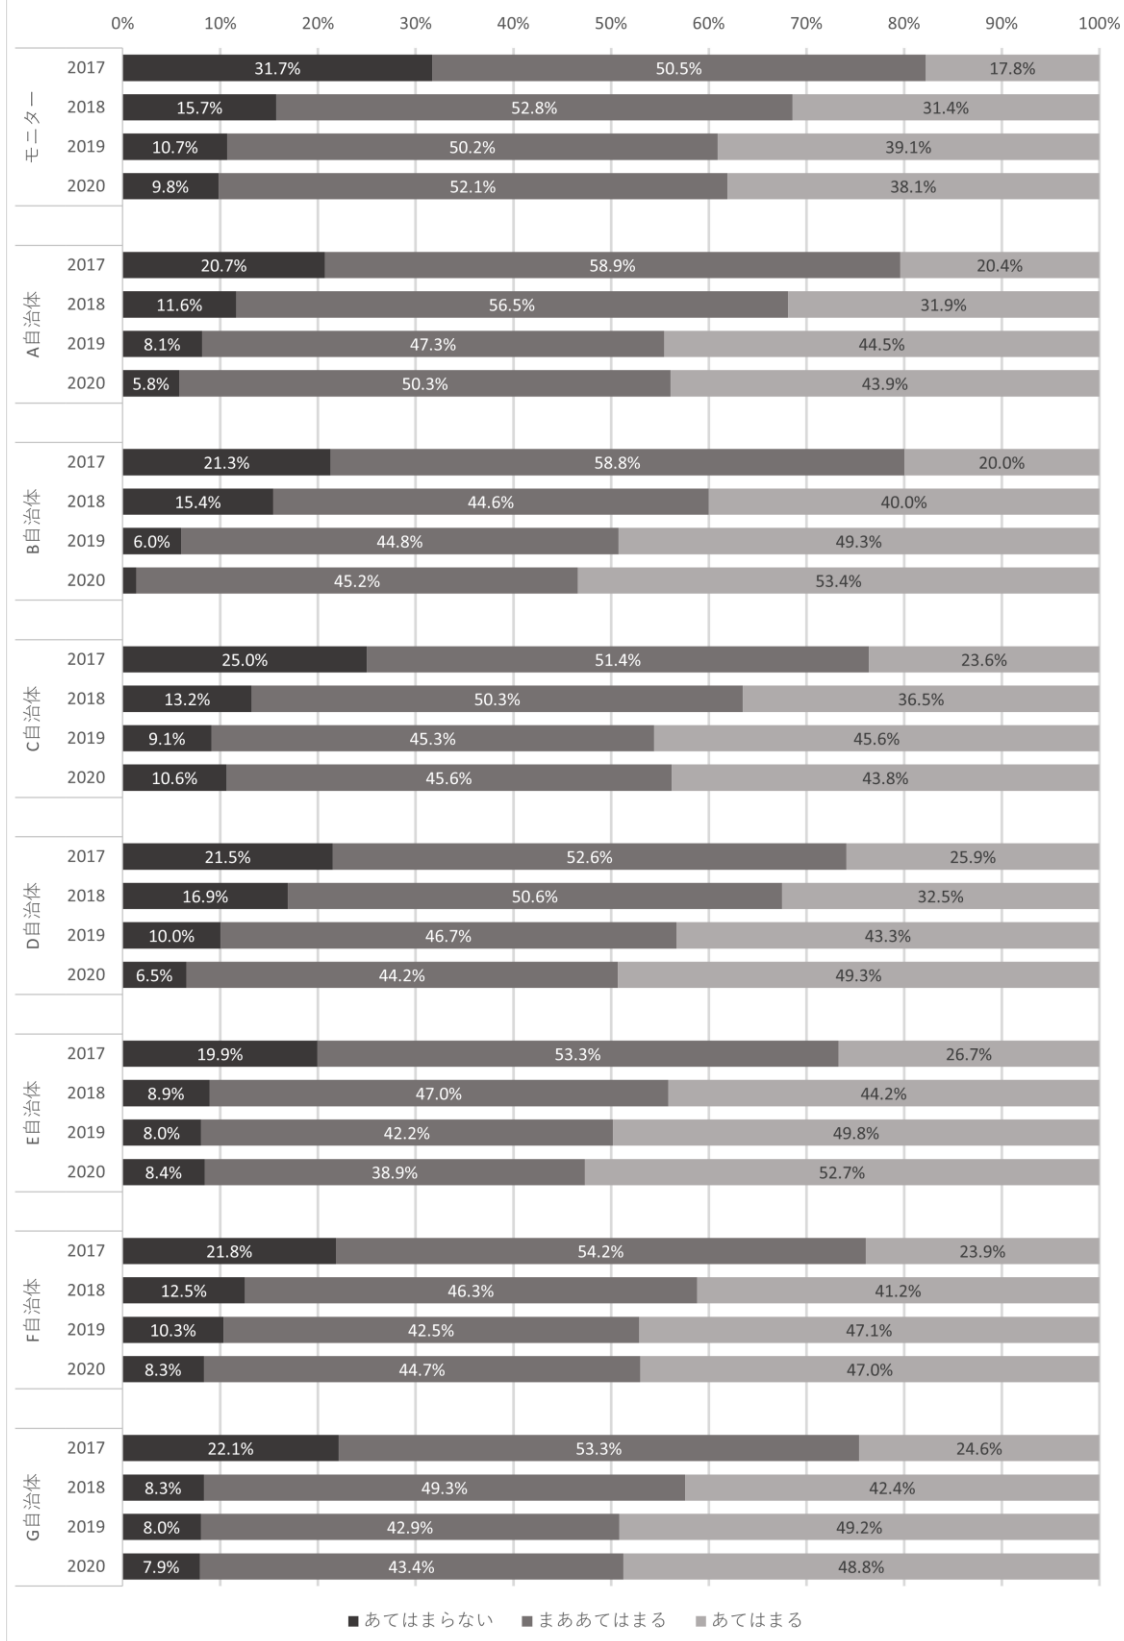 0% 10% 20% 30% 40% 50% 60% 70% 80% 90% 100%
モニター
2017 31.7% 50.5% 17.8%
2018 15.7% 52.8% 31.4%
2019 10.7% 50.2% 39.1%
2020 9.8% 52.1% 38.1%
A自治体
2017 20.7% 58.9% 20.4%
2018 11.6% 56.5% 31.9%
2019 8.1% 47.3% 44.5%
2020 5.8% 50.3% 43.9%
B自治体
2017 21.3% 58.8% 20.0%
2018 15.4% 44.6% 40.0%
2019 6.0% 44.8% 49.3%
2020 45.2% 53.4%
C自治体
2017 25.0% 51.4% 23.6%
2018 13.2% 50.3% 36.5%
2019 9.1% 45.3% 45.6%
2020 10.6% 45.6% 43.8%
D自治体
2017 21.5% 52.6% 25.9%
2018 16.9% 50.6% 32.5%
2019 10.0% 46.7% 43.3%
2020 6.5% 44.2% 49.3%
E自治体
2017 19.9% 53.3% 26.7%
2018 8.9% 47.0% 44.2%
2019 8.0% 42.2% 49.8%
2020 8.4% 38.9% 52.7%
F自治体
2017 21.8% 54.2% 23.9%
2018 12.5% 46.3% 41.2%
2019 10.3% 42.5% 47.1%
2020 8.3% 44.7% 47.0%
G自治体
2017 22.1% 53.3% 24.6%
2018 8.3% 49.3% 42.4%
2019 8.0% 42.9% 49.2%
2020 7.9% 43.4% 48.8%
あてはまらない まああてはまる あてはまる